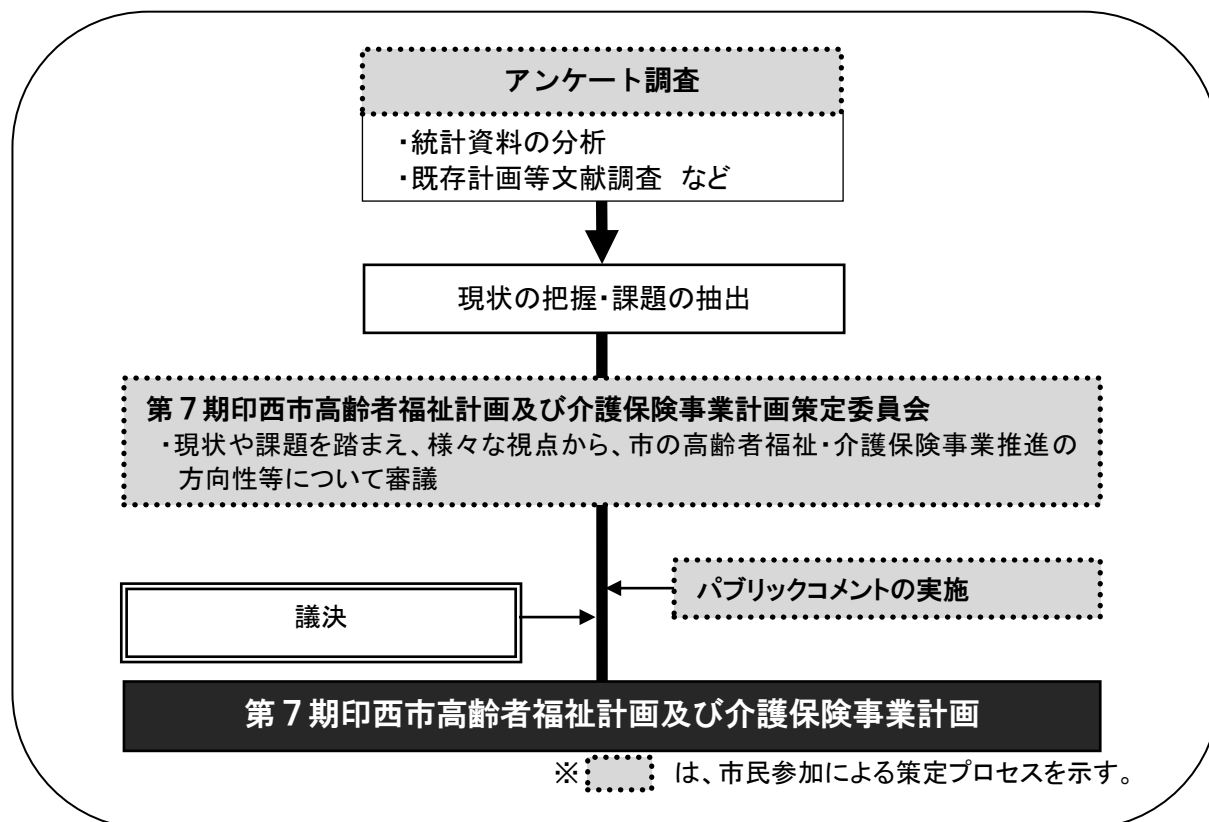 アンケート調査
・統計資料の分析
・既存計画等文献調査 など
現状の把握・課題の抽出
第７期印西市高齢者福祉計画及び介護保険事業計画策定委員会
・現状や課題を踏まえ、様々な視点から、市の高齢者福祉・介護保険事業推進の
方向性等について審議
パブリックコメントの実施
議決
第７期印西市高齢者福祉計画及び介護保険事業計画
※ は、市民参加による策定プロセスを示す。